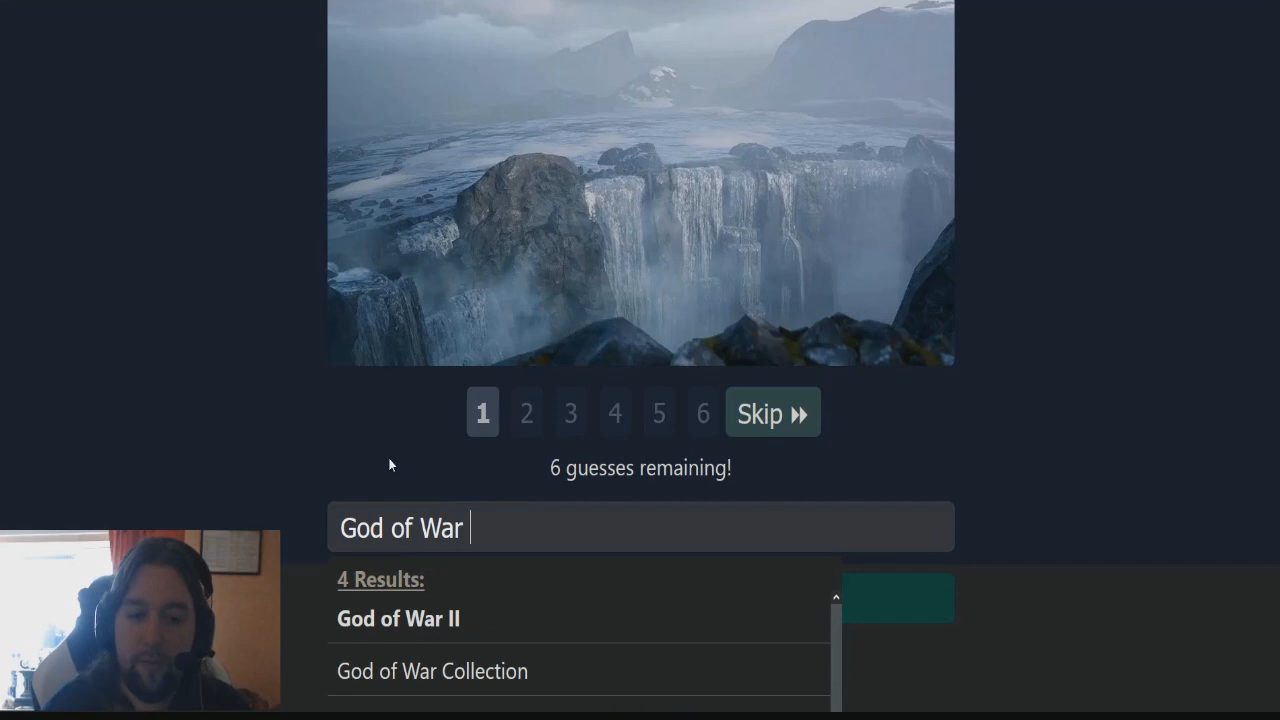 1 2 3 4 5 6 Skip
6 guesses remaining!
God of War
4 Results:
God of War II
God of War Collection